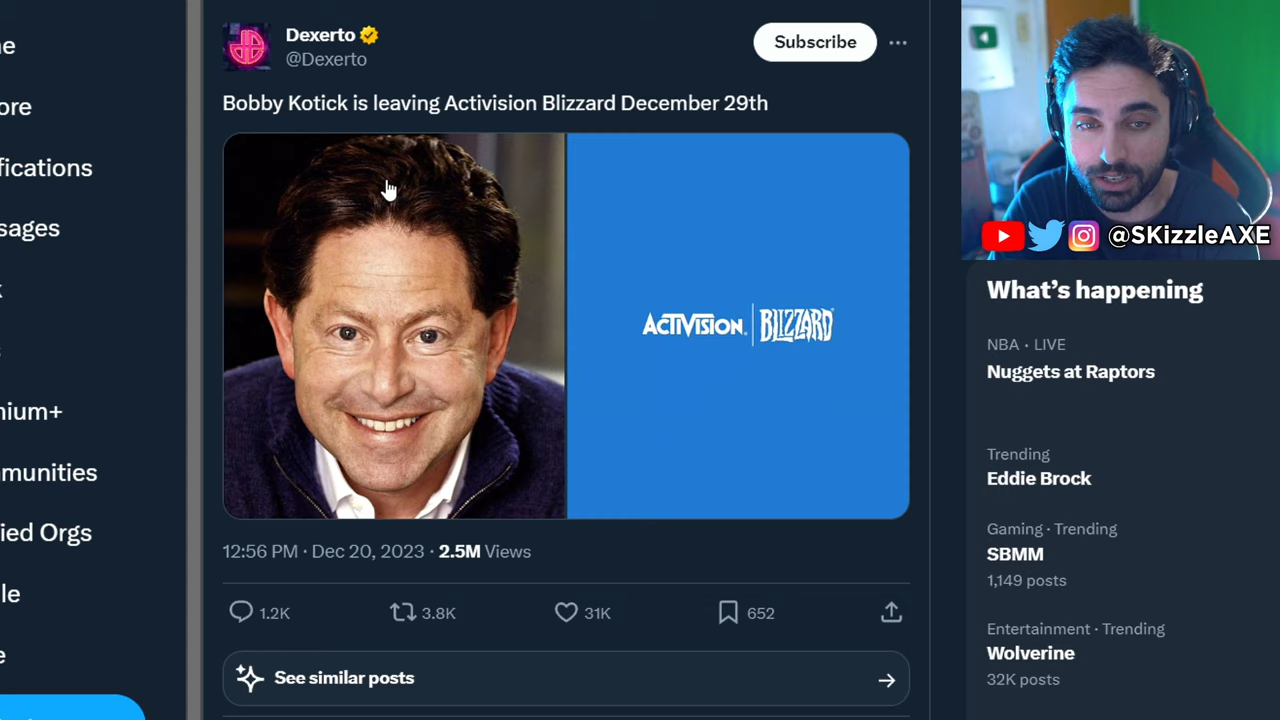 ne
ore
fications
sages
k
s
nium+
nmunities
ied Orgs
le
e
Dexerto
@Dexerto
Subscribe
Bobby Kotick is leaving Activision Blizzard December 29th
ACTIVISION. BLIZZARD
12:56 PM · Dec 20, 2023 · 2.5M Views
1.2K 3.8K 31K 652
See similar posts
@SKizzleAXE
What's happening
NBA · LIVE
Nuggets at Raptors
Trending
Eddie Brock
Gaming · Trending
SBMM
1,149 posts
Entertainment · Trending
Wolverine
32K posts